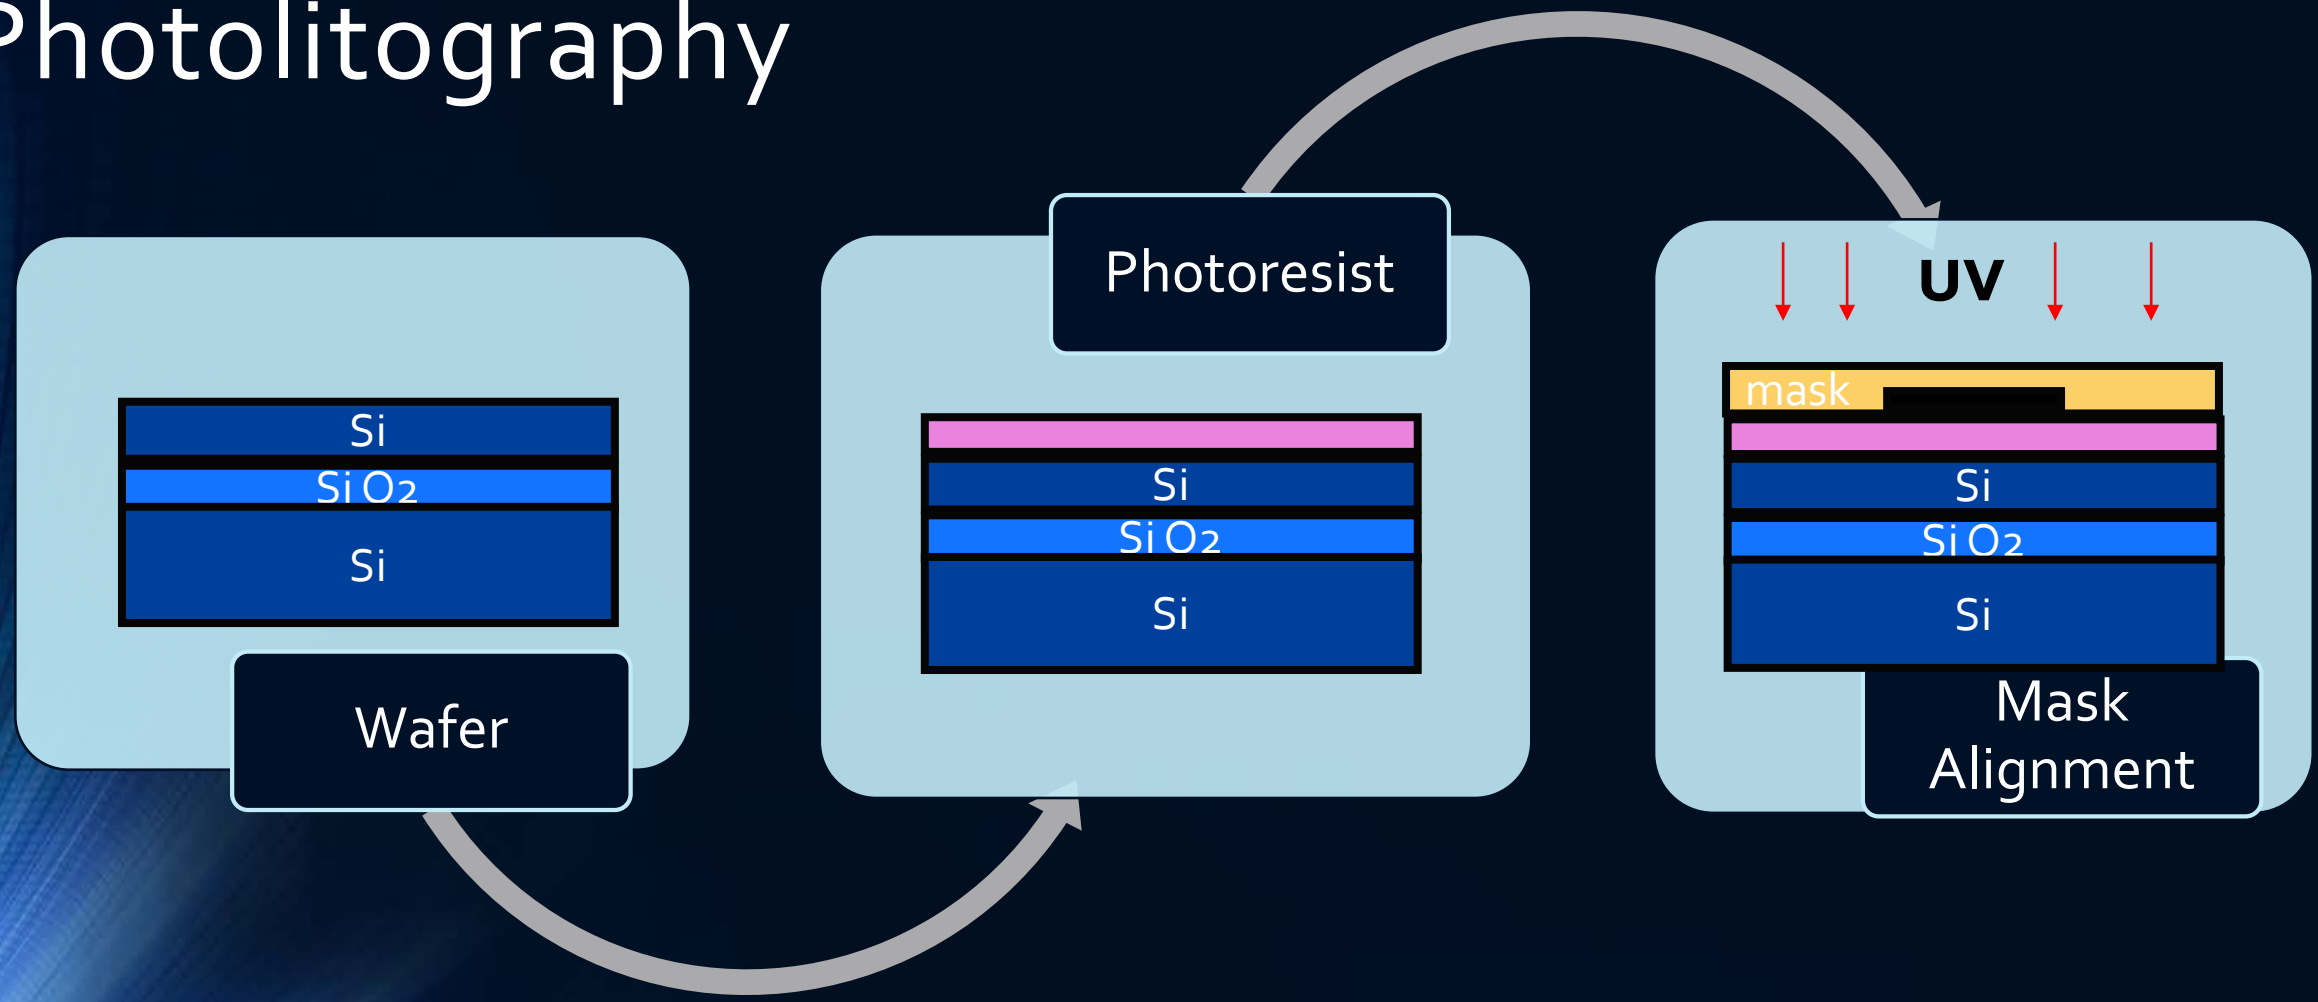 Photolitography
Si
Si O2
Si
Wafer
Photoresist
Si
Si O2
Si
UV
mask
Si
Si O2
Si
Mask
Alignment